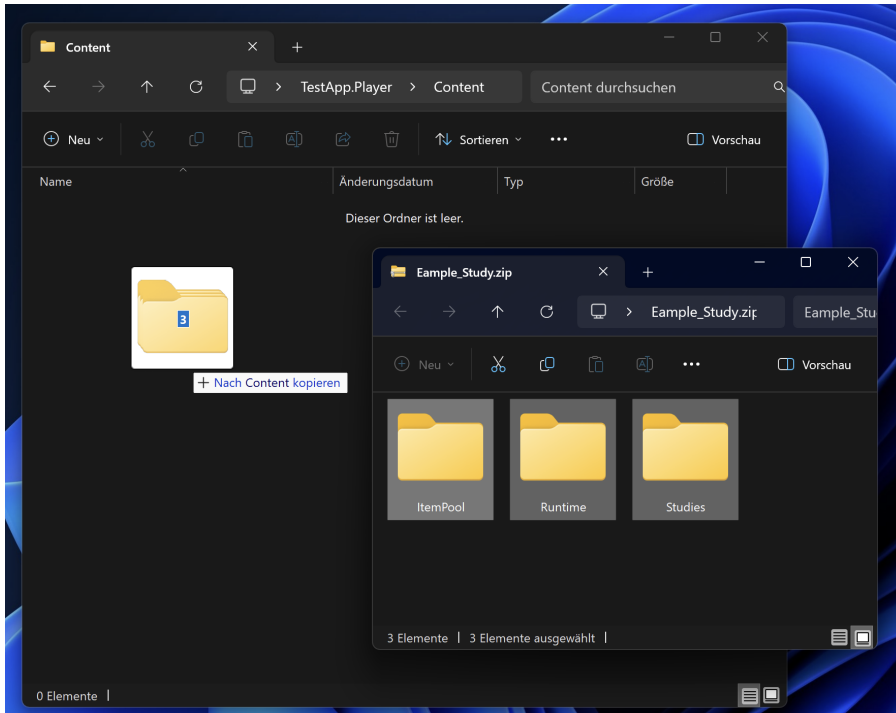 Content
TestApp.Player > Content
Content durchsuchen
Neu
Sortieren
Vorschau
Name
Änderungsdatum
Typ
Größe
Dieser Ordner ist leer.
3
+ Nach Content kopieren
0 Elemente
Eample_Study.zip
Eample_Study.zip
Eample_Stu
Neu
Vorschau
ItemPool
Runtime
Studies
3 Elemente
3 Elemente ausgewählt